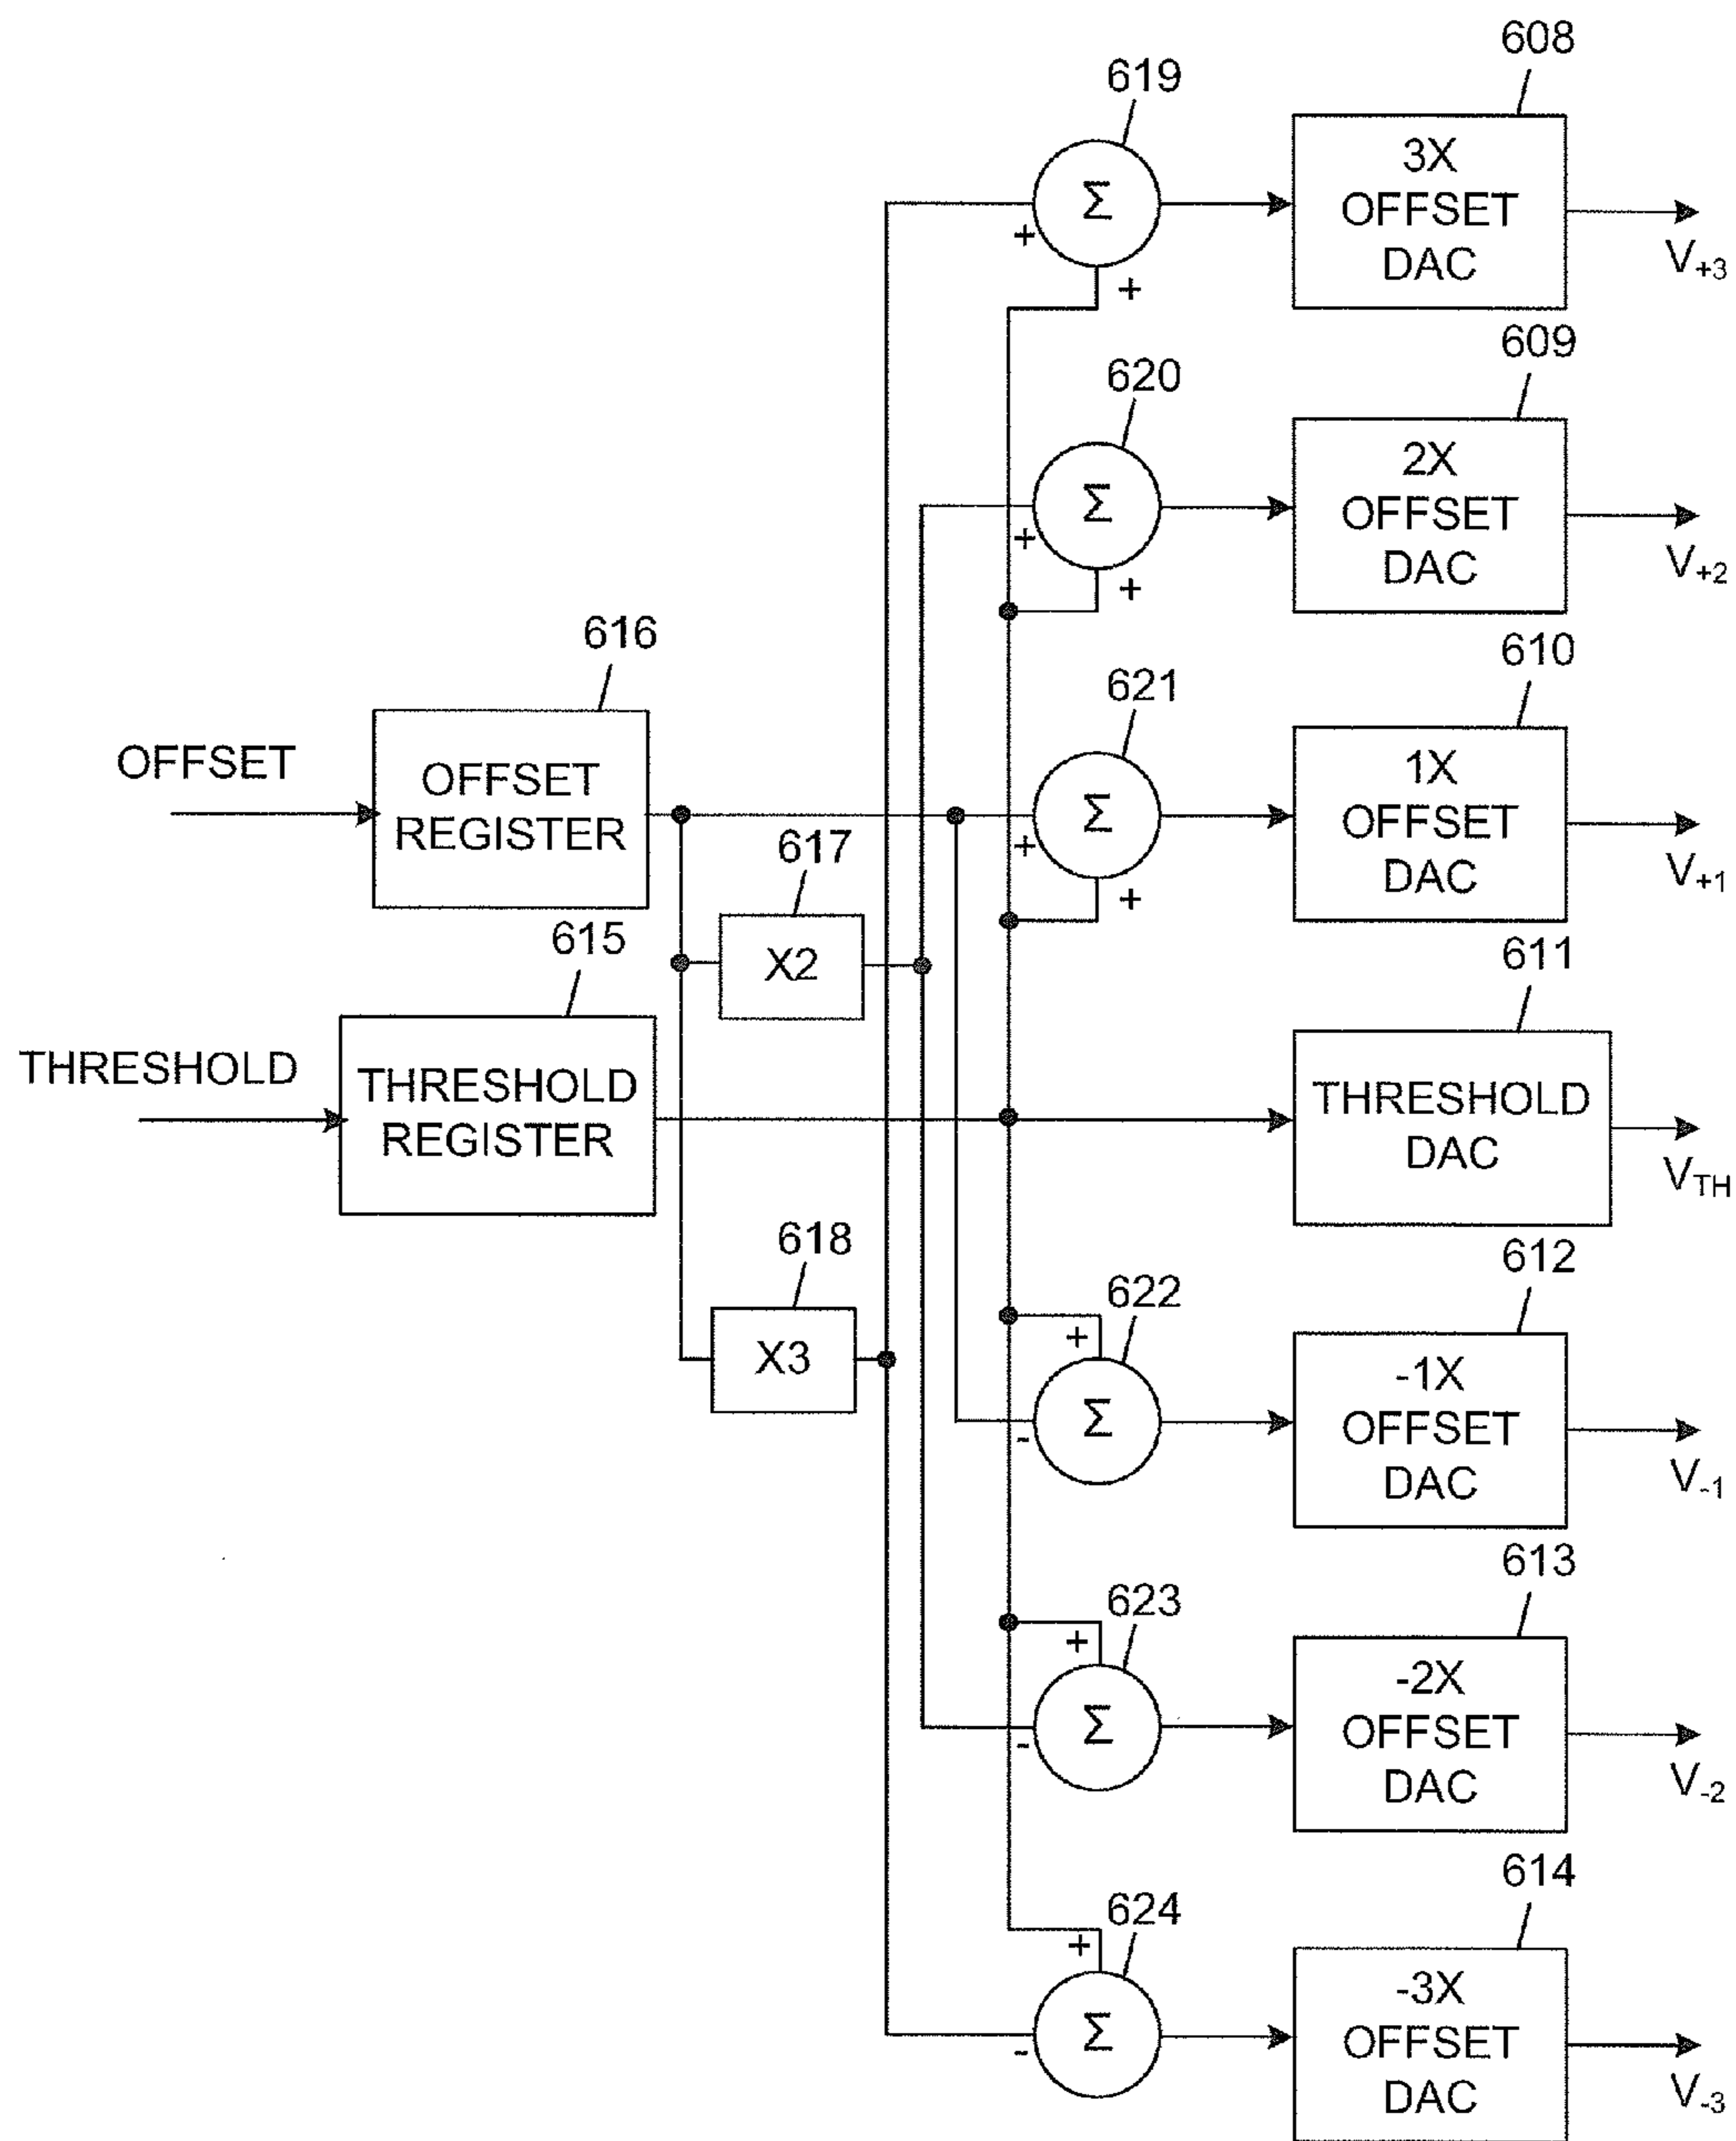 608
619
3X
OFFSET
DAC
Σ
+
+
V+3
609
620
2X
OFFSET
DAC
Σ
+
+
V+2
616
610
621
OFFSET
OFFSET
REGISTER
1X
OFFSET
DAC
Σ
+
+
V+1
617
X2
615
611
THRESHOLD
THRESHOLD
REGISTER
THRESHOLD
DAC
VTH
618
X3
612
622
+
-1X
OFFSET
DAC
Σ
-
V-1
613
623
+
-2X
OFFSET
DAC
Σ
-
V-2
614
624
+
-3X
OFFSET
DAC
Σ
-
V-3